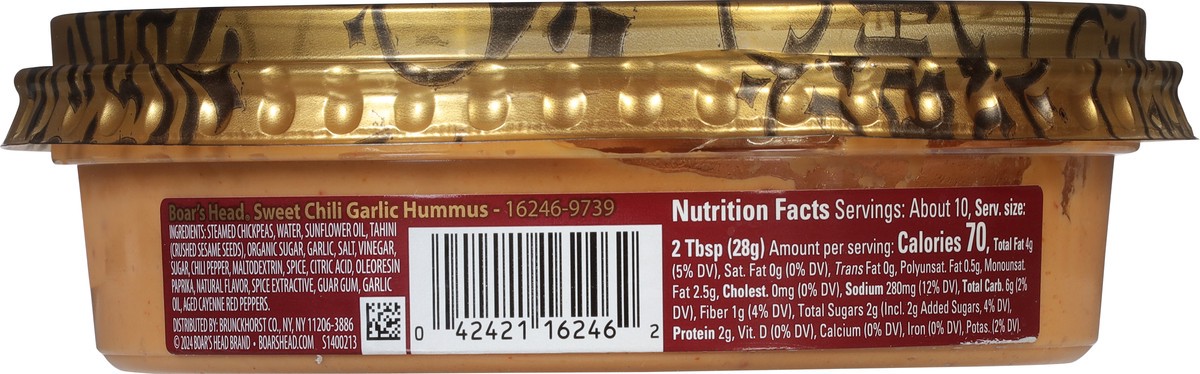 Boar's Head® Sweet Chili Garlic Hummus - 16246-9739
INGREDIENTS: STEAMED CHICKPEAS, WATER, SUNFLOWER OIL, TAHINI
(CRUSHED SESAME SEEDS), ORGANIC SUGAR, GARLIC, SALT, VINEGAR,
SUGAR, CHILI PEPPER, MALTODEXTRIN, SPICE, CITRIC ACID, OLEORESIN
PAPRIKA, NATURAL FLAVOR, SPICE EXTRACTIVE, GUAR GUM, GARLIC
OIL, AGED CAYENNE RED PEPPERS.
DISTRIBUTED BY: BRUNCKHORST CO., NY, NY 11206-3886
© 2024 BOAR'S HEAD BRAND • BOARSHEAD.COM S1400213
0 42421 16246 2
Nutrition Facts Servings: About 10, Serv. size:
2 Tbsp (28g) Amount per serving: Calories 70, Total Fat 4g
(5% DV), Sat. Fat 0g (0% DV), Trans Fat 0g, Polyunsat. Fat 0.5g, Monounsat.
Fat 2.5g, Cholest. 0mg (0% DV), Sodium 280mg (12% DV), Total Carb. 6g (2%
DV), Fiber 1g (4% DV), Total Sugars 2g (Incl. 2g Added Sugars, 4% DV),
Protein 2g, Vit. D (0% DV), Calcium (0% DV), Iron (0% DV), Potas. (2% DV).